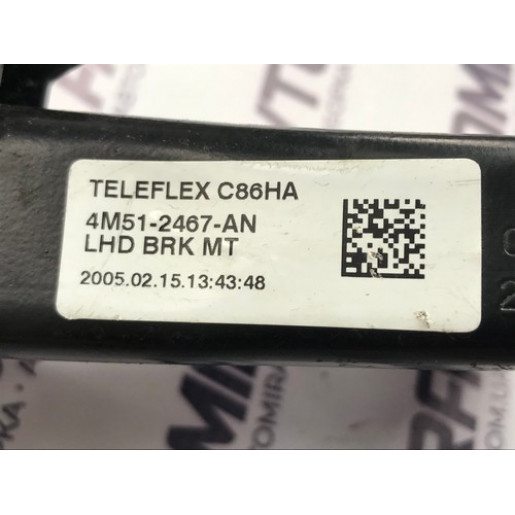 TELEFLEX C86HA
4M51-2467-AN
LHD BRK MT
2005.02.15.13:43:48